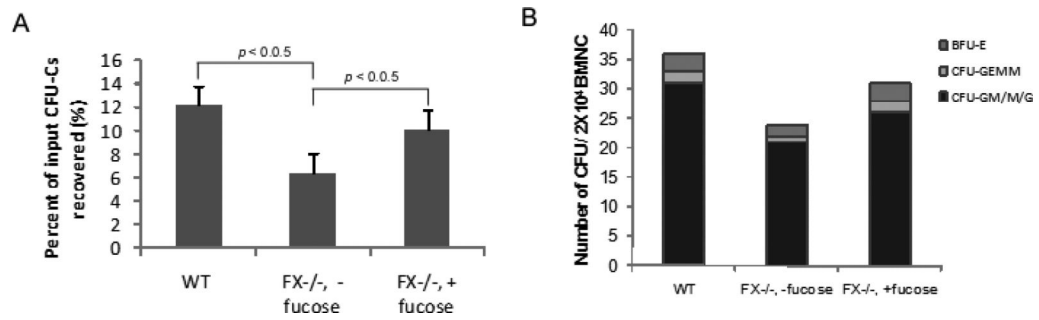 A
p < 0.0.5
p < 0.0.5
Percent of input CFU-Cs
recovered (%)
16
14
12
10
8
6
4
2
0
WT
FX-/-, -
fucose
FX-/-, +
fucose
B
Number of CFU/ 2X10⁴ BMNC
40
35
30
25
20
15
10
5
0
WT
FX-/-, -fucose
FX-/-, +fucose
BFU-E
CFU-GEMM
CFU-GM/M/G